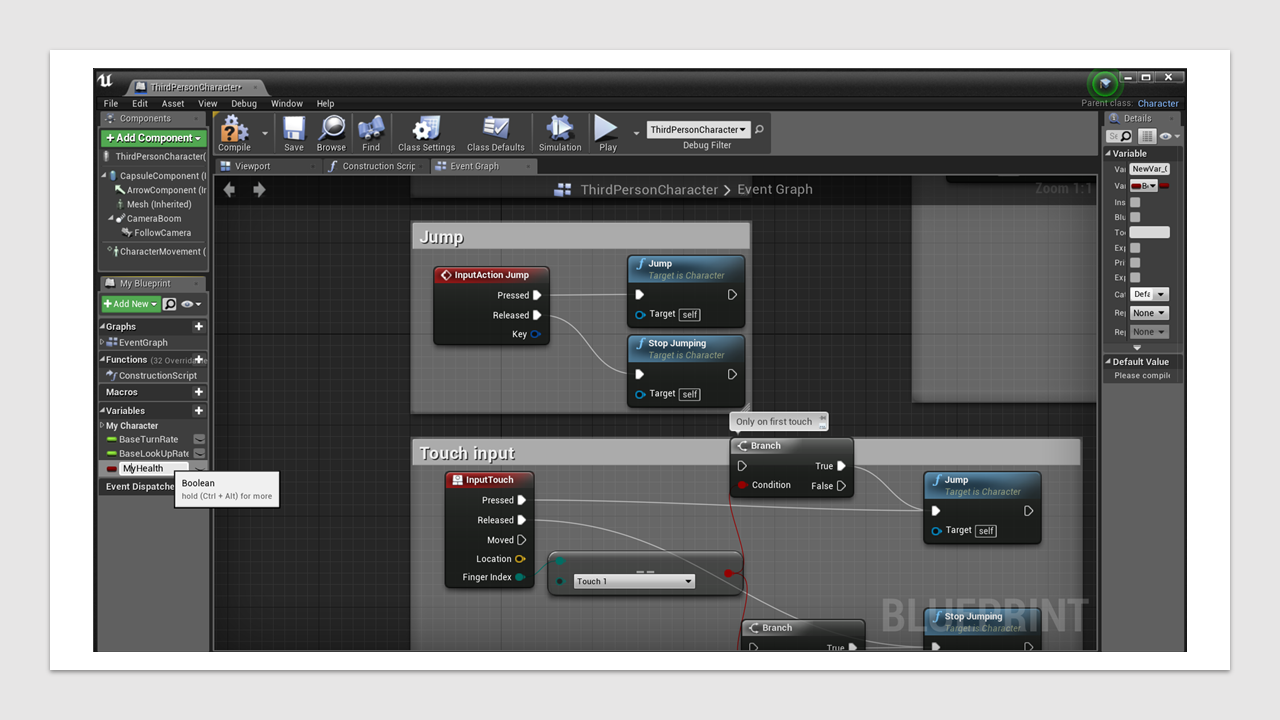 ThirdPersonCharacter*
File Edit Asset View Debug Window Help
Parent class: Character
Components
+ Add Component
ThirdPersonCharacter(
CapsuleComponent (I
ArrowComponent (In
Mesh (Inherited)
CameraBoom
FollowCamera
CharacterMovement (
My Blueprint
+ Add New
Graphs
EventGraph
Functions (32 Overrid
ConstructionScript
Macros
Variables
My Character
BaseTurnRate
BaseLookUpRate
MyHealth
Event Dispatche
Boolean
hold (Ctrl + Alt) for more
Compile
Save
Browse
Find
Class Settings
Class Defaults
Simulation
Play
ThirdPersonCharacter
Debug Filter
Viewport
Construction Scrip
Event Graph
ThirdPersonCharacter > Event Graph
Zoom 1:1
Jump
InputAction Jump
Pressed
Released
Key
Jump
Target is Character
Target self
Stop Jumping
Target is Character
Target self
Touch input
Only on first touch
InputTouch
Pressed
Released
Moved
Location
Finger Index
==
Touch 1
Branch
True
Condition False
Jump
Target is Character
Target self
Branch
True
Stop Jumping
Target is Character
BLUEPRINT
Details
Variable
Va NewVar_(
Va B
Ins
Blu
To
Exp
Pri
Exp
Ca Defa
Re None
Re None
Default Value
Please compile